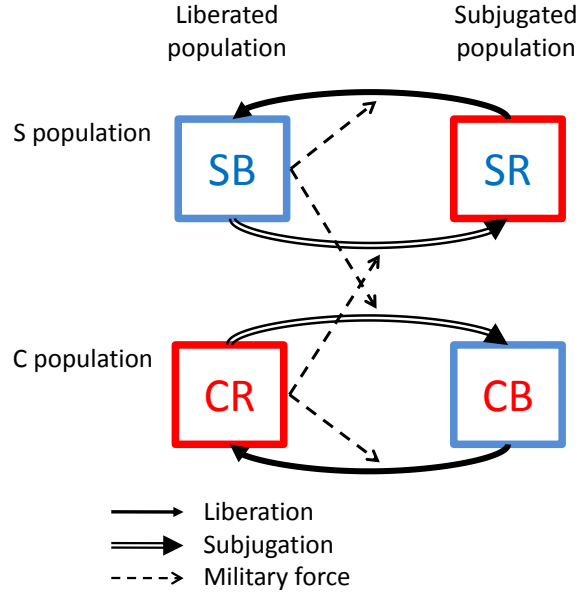 Liberated
population
Subjugated
population
S population
SB
SR
C population
CR
CB
Liberation
Subjugation
Military force